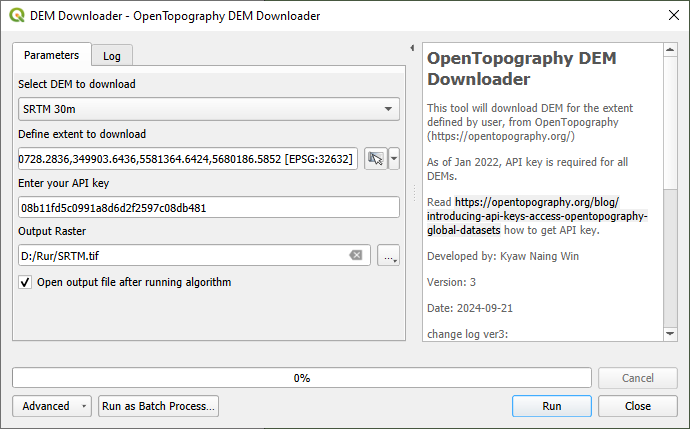 DEM Downloader - OpenTopography DEM Downloader
Parameters
Log
Select DEM to download
SRTM 30m
Define extent to download
0728.2836,349903.6436,5581364.6424,5680186.5852 [EPSG:32632]
Enter your API key
08b11fd5c0991a8d6d2f2597c08db481
Output Raster
D:/Rur/SRTM.tif
...
Open output file after running algorithm
OpenTopography DEM
Downloader
This tool will download DEM for the extent
defined by user, from OpenTopography
(https://opentopography.org/)
As of Jan 2022, API key is required for all
DEMs.
Read https://opentopography.org/blog/
introducing-api-keys-access-opentopography-
global-datasets how to get API key.
Developed by: Kyaw Naing Win
Version: 3
Date: 2024-09-21
change log ver3:
0%
Cancel
Advanced
Run as Batch Process...
Run
Close